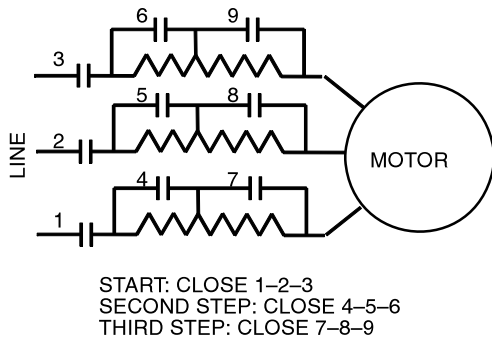 6 9
3
5 8
2
LINE
MOTOR
4 7
1
START: CLOSE 1–2–3
SECOND STEP: CLOSE 4–5–6
THIRD STEP: CLOSE 7–8–9